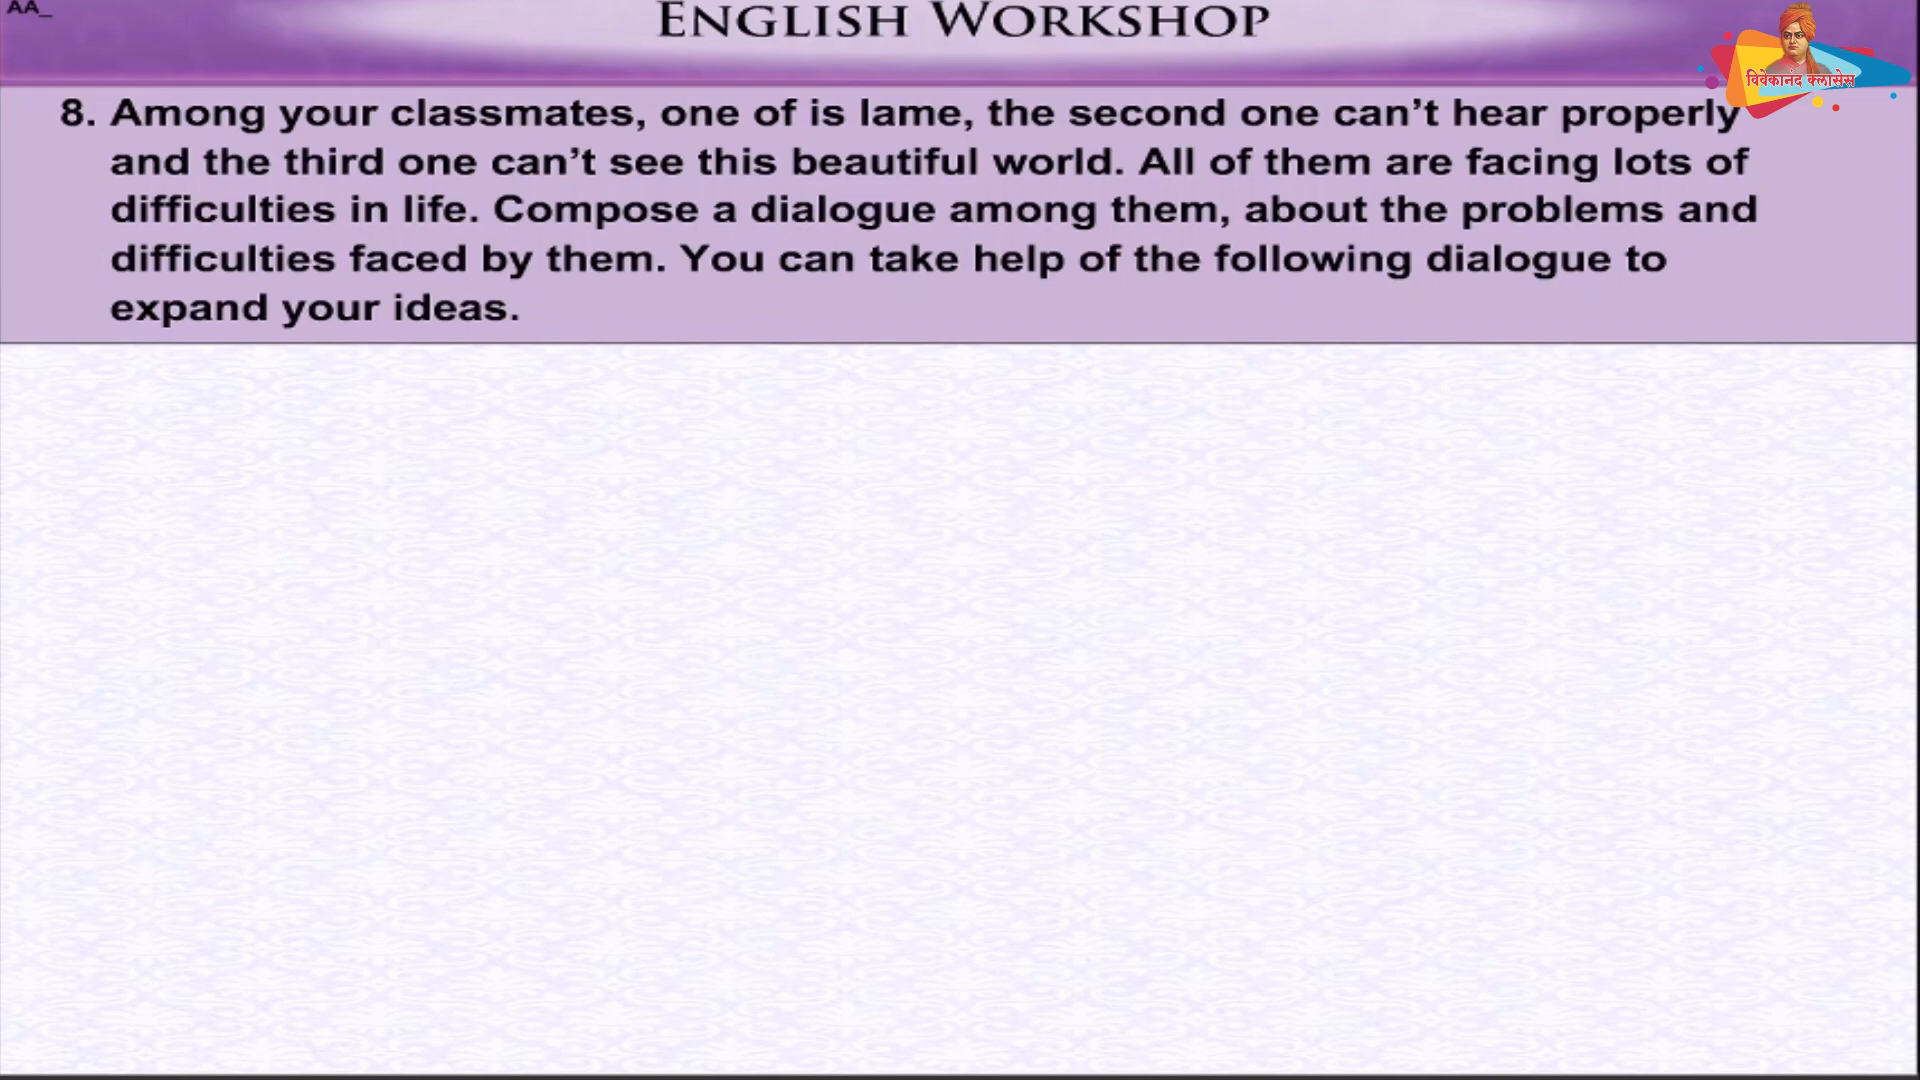 AA_
ENGLISH WORKSHOP
विवेकानंद क्लासेस
8. Among your classmates, one of is lame, the second one can’t hear properly
and the third one can’t see this beautiful world. All of them are facing lots of
difficulties in life. Compose a dialogue among them, about the problems and
difficulties faced by them. You can take help of the following dialogue to
expand your ideas.